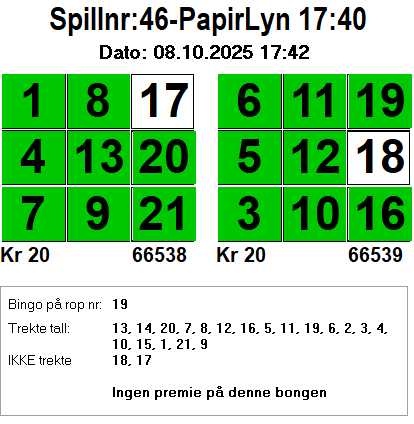 Spillnr:46-PapirLyn 17:40
Dato: 08.10.2025 17:42
1 8 17 6 11 19
4 13 20 5 12 18
7 9 21 3 10 16
Kr 20 66538 Kr 20 66539
Bingo på rop nr: 19
Trekte tall: 13, 14, 20, 7, 8, 12, 16, 5, 11, 19, 6, 2, 3, 4,
10, 15, 1, 21, 9
IKKE trekte 18, 17
Ingen premie på denne bongen